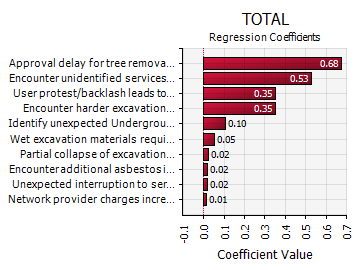 TOTAL
Regression Coefficients
Approval delay for tree remova... 0.68
Encounter unidentified services... 0.53
User protest/backlash leads to... 0.35
Encounter harder excavation... 0.35
Identify unexpected Undergrou... 0.10
Wet excavation materials requi... 0.05
Partial collapse of excavation... 0.02
Encounter additional asbestos i... 0.02
Unexpected interruption to ser... 0.02
Network provider charges incre... 0.01
-0.1 0.0 0.1 0.2 0.3 0.4 0.5 0.6 0.7
Coefficient Value